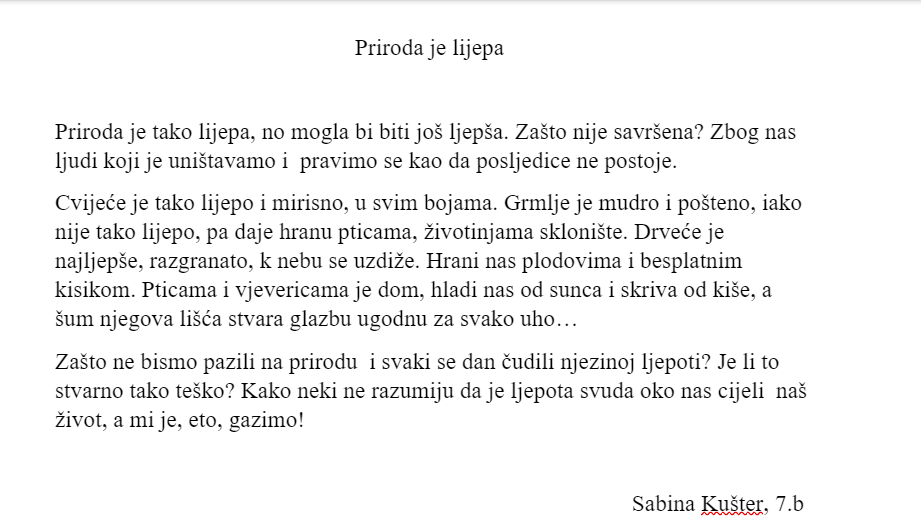 Priroda je lijepa
Priroda je tako lijepa, no mogla bi biti još ljepša. Zašto nije savršena? Zbog nas
ljudi koji je uništavamo i  pravimo se kao da posljedice ne postoje.
Cvijeće je tako lijepo i mirisno, u svim bojama. Grmlje je mudro i pošteno, iako
nije tako lijepo, pa daje hranu pticama, životinjama sklonište. Drveće je
najljepše, razgranato, k nebu se uzdiže. Hrani nas plodovima i besplatnim
kisikom. Pticama i vjevericama je dom, hladi nas od sunca i skriva od kiše, a
šum njegova lišća stvara glazbu ugodnu za svako uho…
Zašto ne bismo pazili na prirodu  i svaki se dan čudili njezinoj ljepoti? Je li to
stvarno tako teško? Kako neki ne razumiju da je ljepota svuda oko nas cijeli  naš
život, a mi je, eto, gazimo!
Sabina Kušter, 7.b